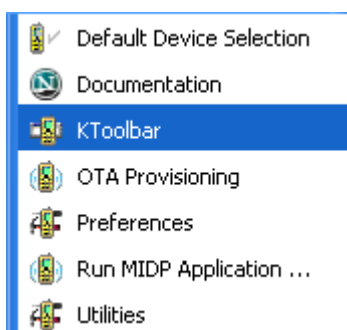 Default Device Selection
Documentation
KToolbar
OTA Provisioning
Preferences
Run MIDP Application ...
Utilities